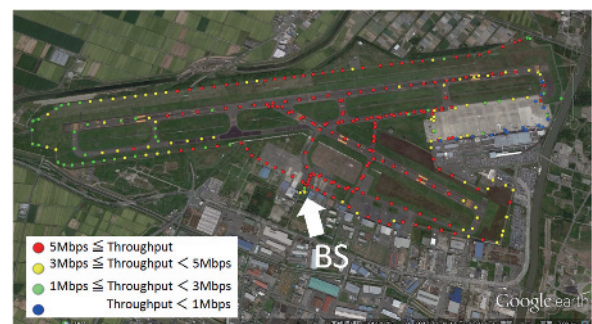 BS
5Mbps ≦ Throughput
3Mbps ≦ Throughput < 5Mbps
1Mbps ≦ Throughput < 3Mbps
Throughput < 1Mbps
Google earth